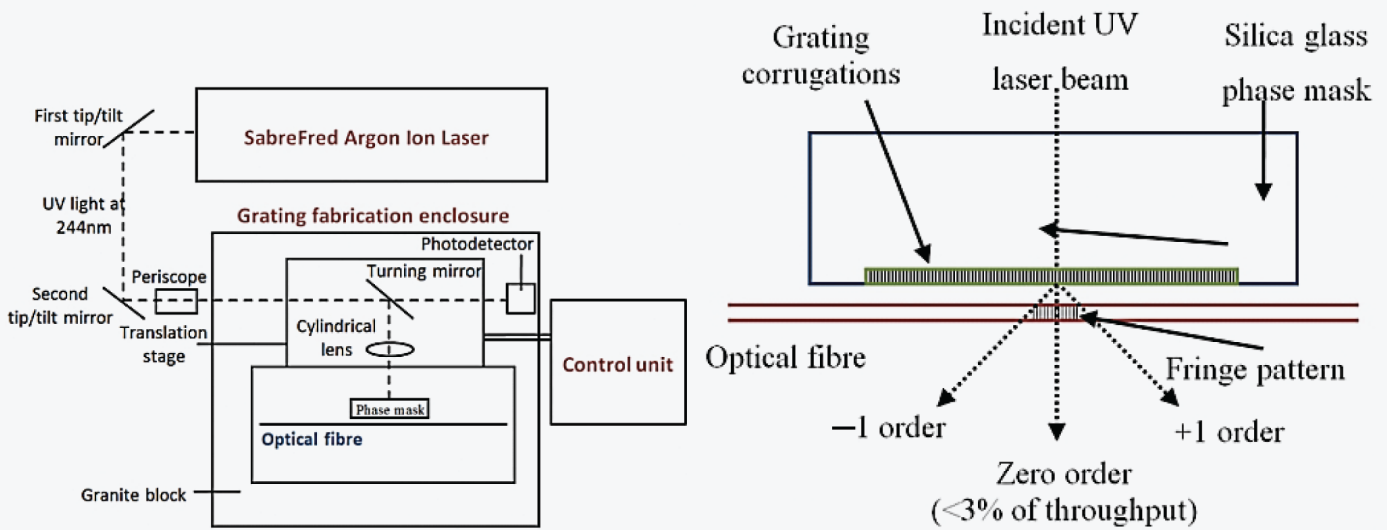 First tip/tilt
mirror
SabreFred Argon Ion Laser
UV light at
244nm
Grating fabrication enclosure
Photodetector
Periscope
Turning mirror
Second
tip/tilt mirror
Translation
stage
Cylindrical
lens
Control unit
Phase mask
Optical fibre
Granite block
Grating
corrugations
Incident UV
laser beam
Silica glass
phase mask
Optical fibre
Fringe pattern
−1 order
+1 order
Zero order
(<3% of throughput)